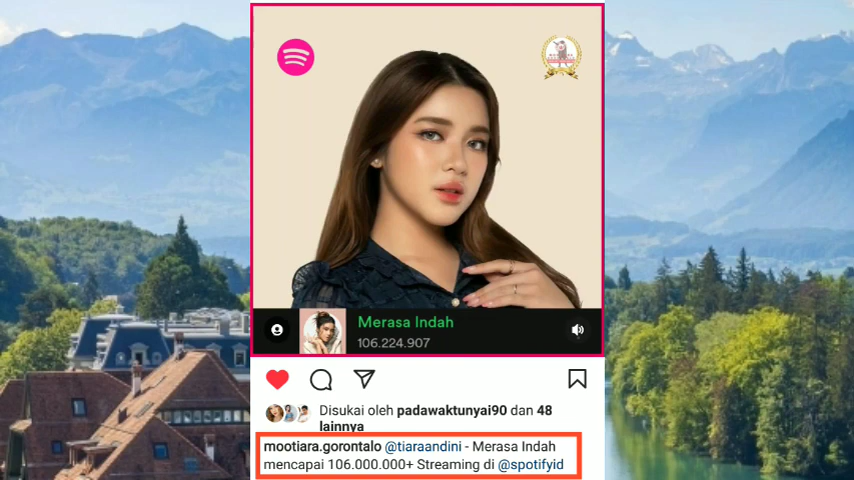 Merasa Indah
106.224.907
Disukai oleh padawaktunyai90 dan 48
lainnya
mootiara.gorontalo @tiaraandini - Merasa Indah
mencapai 106.000.000+ Streaming di @spotifyid